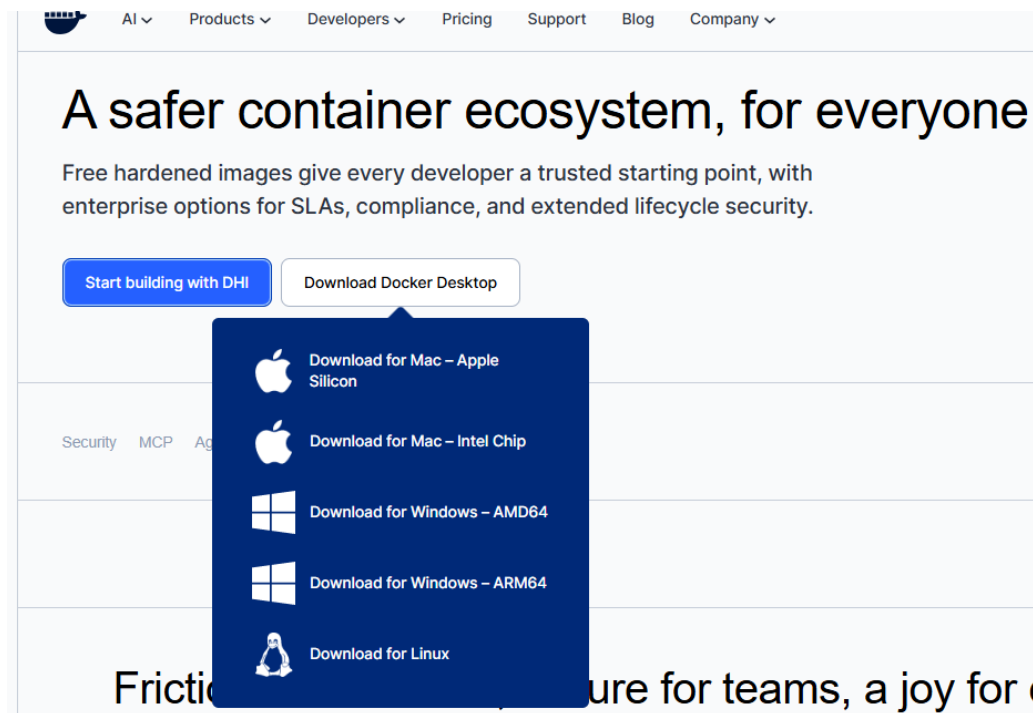 AI Products Developers Pricing Support Blog Company
A safer container ecosystem, for everyone
Free hardened images give every developer a trusted starting point, with
enterprise options for SLAs, compliance, and extended lifecycle security.
Start building with DHI Download Docker Desktop
Download for Mac – Apple
Silicon
Security MCP
Download for Mac – Intel Chip
Download for Windows – AMD64
Download for Windows – ARM64
Download for Linux
for teams, a joy for